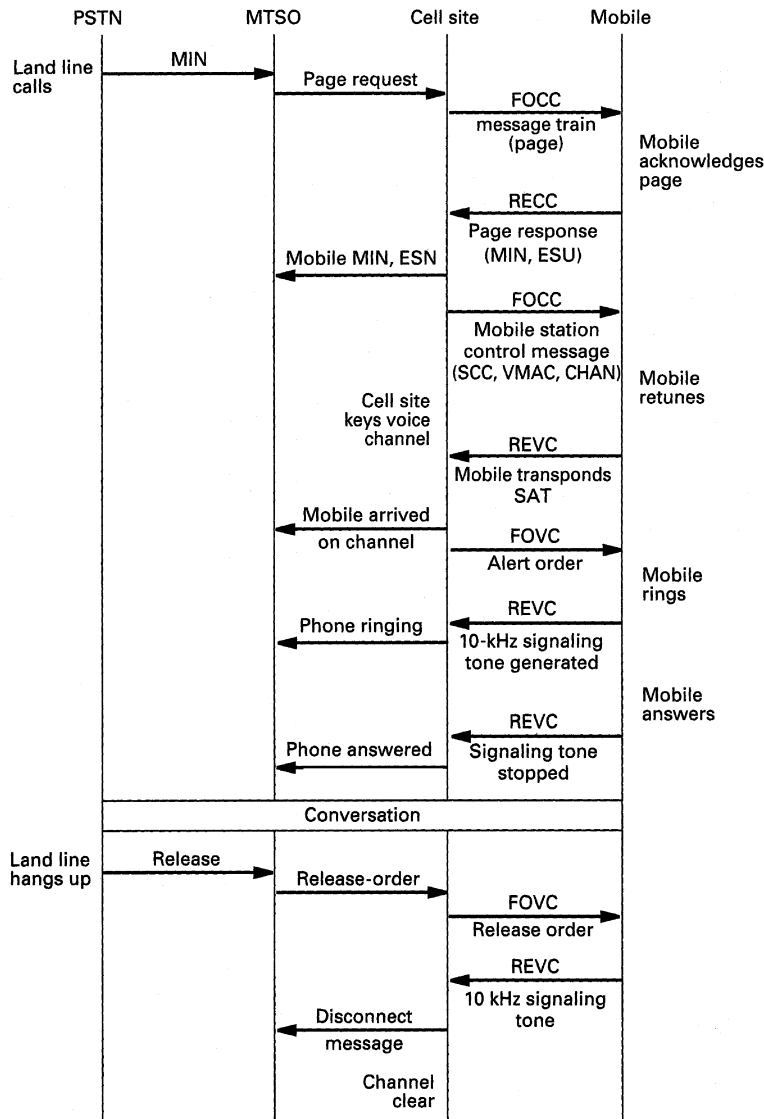 PSTN
MTSO
Cell site
Mobile
Land line
calls
MIN
Page request
FOCC
message train
(page)
Mobile
acknowledges
page
RECC
Page response
(MIN, ESU)
Mobile MIN, ESN
FOCC
Mobile station
control message
(SCC, VMAC, CHAN)
Mobile
retunes
Cell site
keys voice
channel
REVC
Mobile transponds
SAT
Mobile arrived
on channel
FOVC
Alert order
Mobile
rings
REVC
10-kHz signaling
tone generated
Phone ringing
Mobile
answers
REVC
Signaling tone
stopped
Phone answered
Conversation
Land line
hangs up
Release
Release-order
FOVC
Release order
REVC
10 kHz signaling
tone
Disconnect
message
Channel
clear